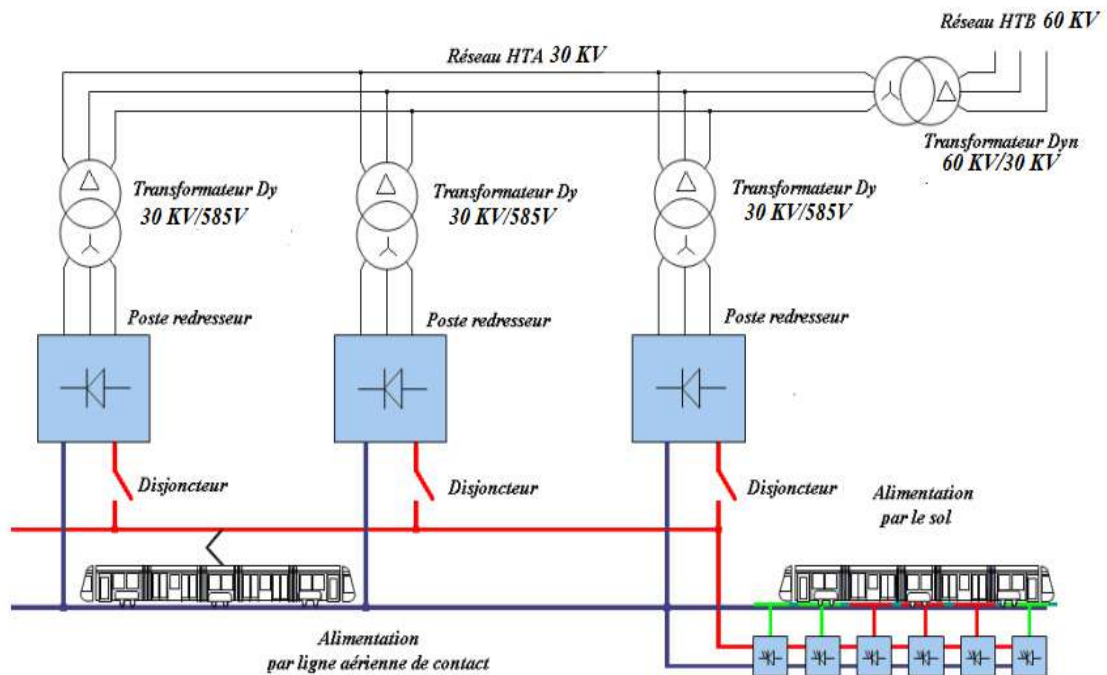 Réseau HTB 60 KV
Réseau HTA 30 KV
Transformateur Dyn
60 KV/30 KV
Transformateur Dy
30 KV/585V
Transformateur Dy
30 KV/585V
Transformateur Dy
30 KV/585V
Poste redresseur
Poste redresseur
Poste redresseur
Disjoncteur
Disjoncteur
Disjoncteur
Alimentation
par le sol
Alimentation
par ligne aérienne de contact